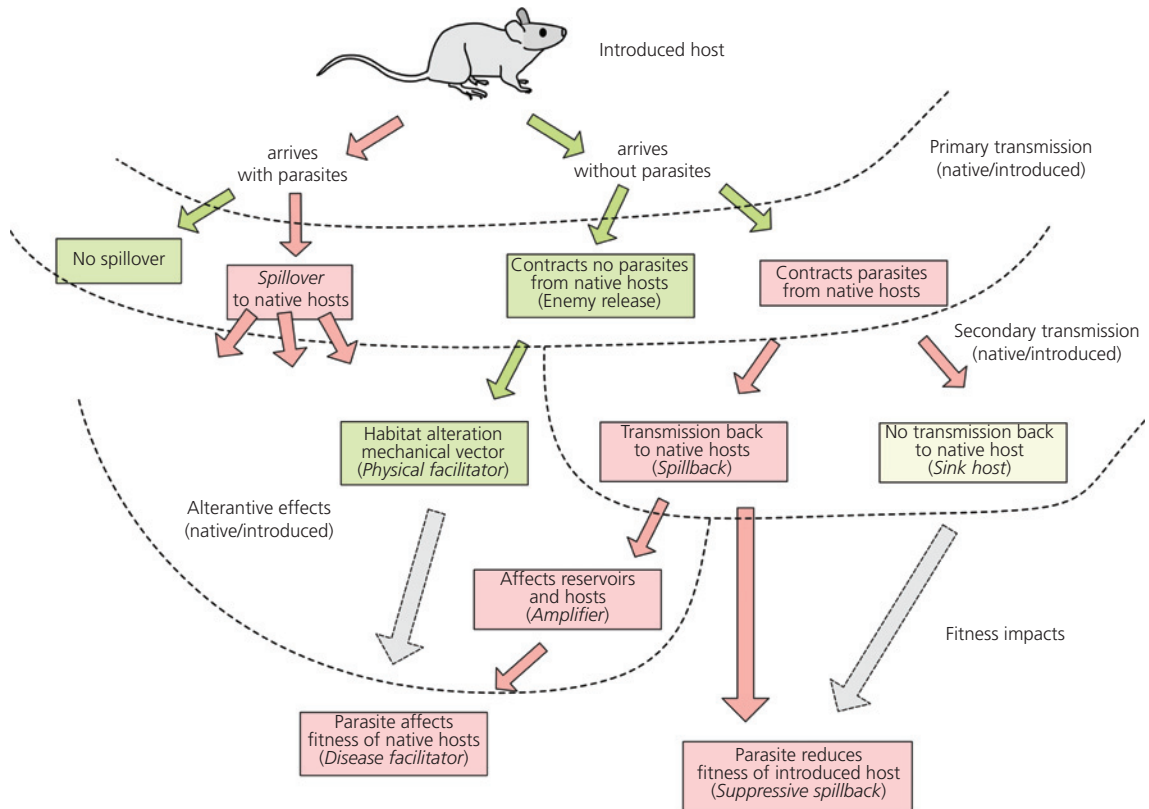 Introduced host
arrives
with parasites
arrives
without parasites
Primary transmission
(native/introduced)
No spillover
Spillover
to native hosts
Contracts no parasites
from native hosts
(Enemy release)
Contracts parasites
from native hosts
Secondary transmission
(native/introduced)
Habitat alteration
mechanical vector
(Physical facilitator)
Transmission back
to native hosts
(Spillback)
No transmission back
to native host
(Sink host)
Alterantive effects
(native/introduced)
Affects reservoirs
and hosts
(Amplifier)
Fitness impacts
Parasite affects
fitness of native hosts
(Disease facilitator)
Parasite reduces
fitness of introduced host
(Suppressive spillback)